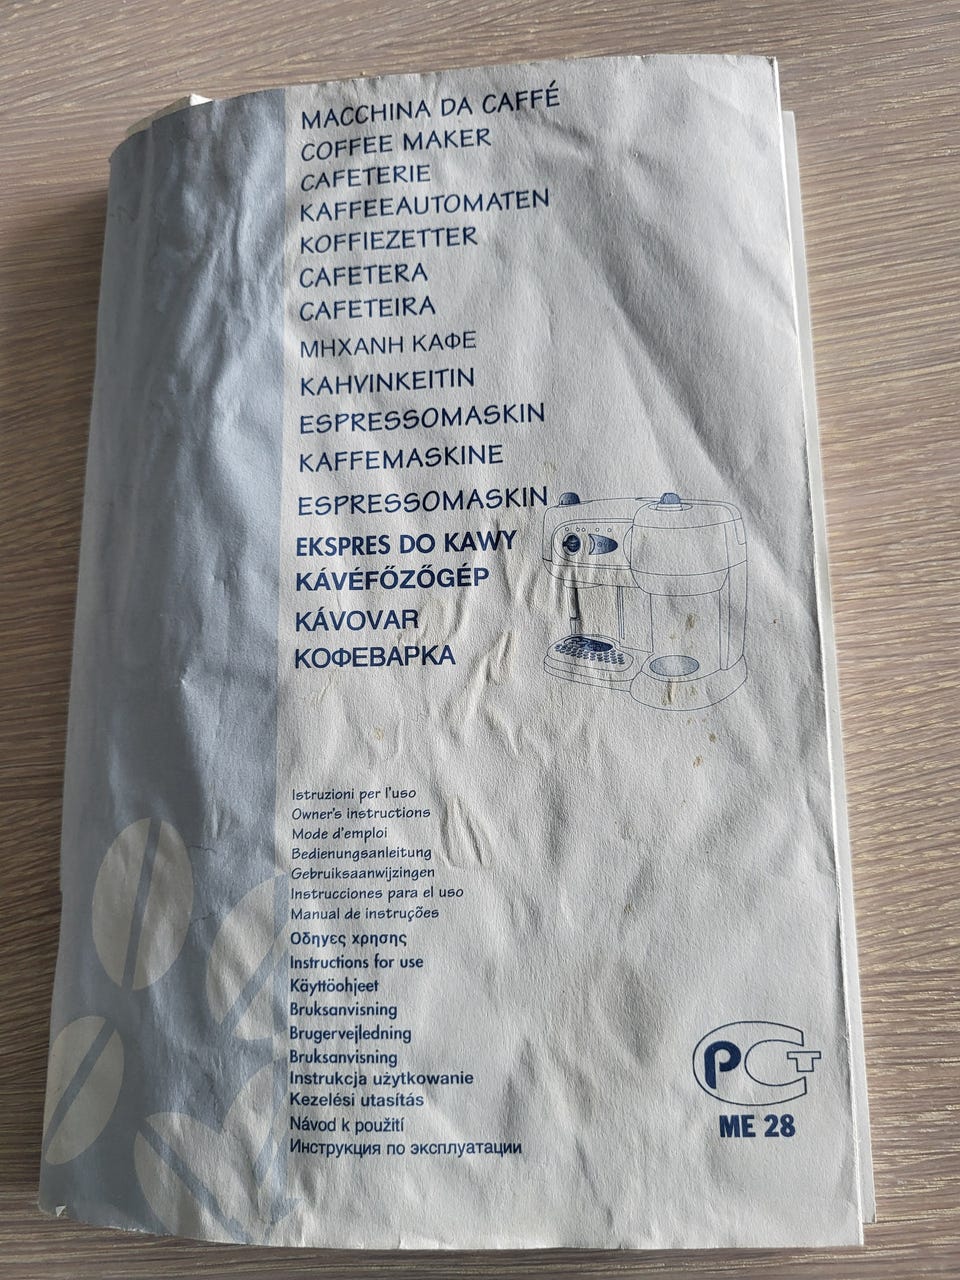 MACCHINA DA CAFFÉ
COFFEE MAKER
CAFETERIE
KAFFEEAUTOMATEN
KOFFIEZETTER
CAFETERA
CAFETEIRA
ΜΗΧΑΝΗ ΚΑΦΕ
KAHVINKEITIN
ESPRESSOMASKIN
KAFFEMASKINE
ESPRESSOMASKIN
EKSPRES DO KAWY
KÁVÉFŐZŐGÉP
KÁVOVAR
КОФЕВАРКА
Istruzioni per l'uso
Owner's instructions
Mode d'emploi
Bedienungsanleitung
Gebruiksaanwijzingen
Instrucciones para el uso
Manual de instruções
Οδηγες χρησης
Instructions for use
Käyttöohjeet
Bruksanvisning
Brugervejledning
Bruksanvisning
Instrukcja użytkowanie
Kezelési utasítás
Návod k použití
Инструкция по эксплуатации
РСТ
ME 28